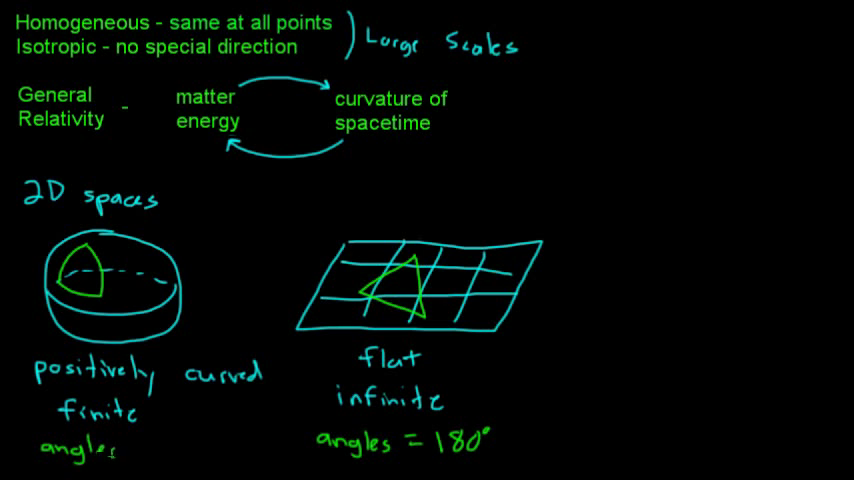 Homogeneous - same at all points
Isotropic - no special direction
) Large Scales
General Relativity -
matter energy
curvature of spacetime
2D spaces
positively curved
finite
angles
flat
infinite
angles = 180°